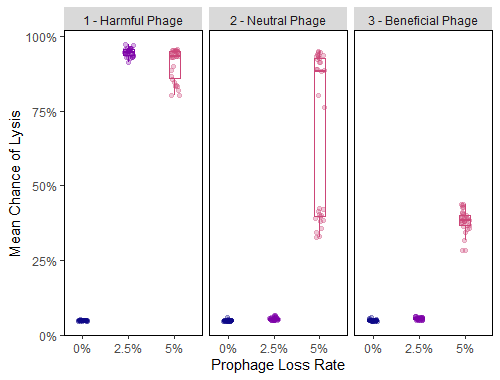 1 - Harmful Phage 2 - Neutral Phage 3 - Beneficial Phage
100%
75%
50%
25%
0%
Mean Chance of Lysis
0% 2.5% 5% 0% 2.5% 5% 0% 2.5% 5%
Prophage Loss Rate